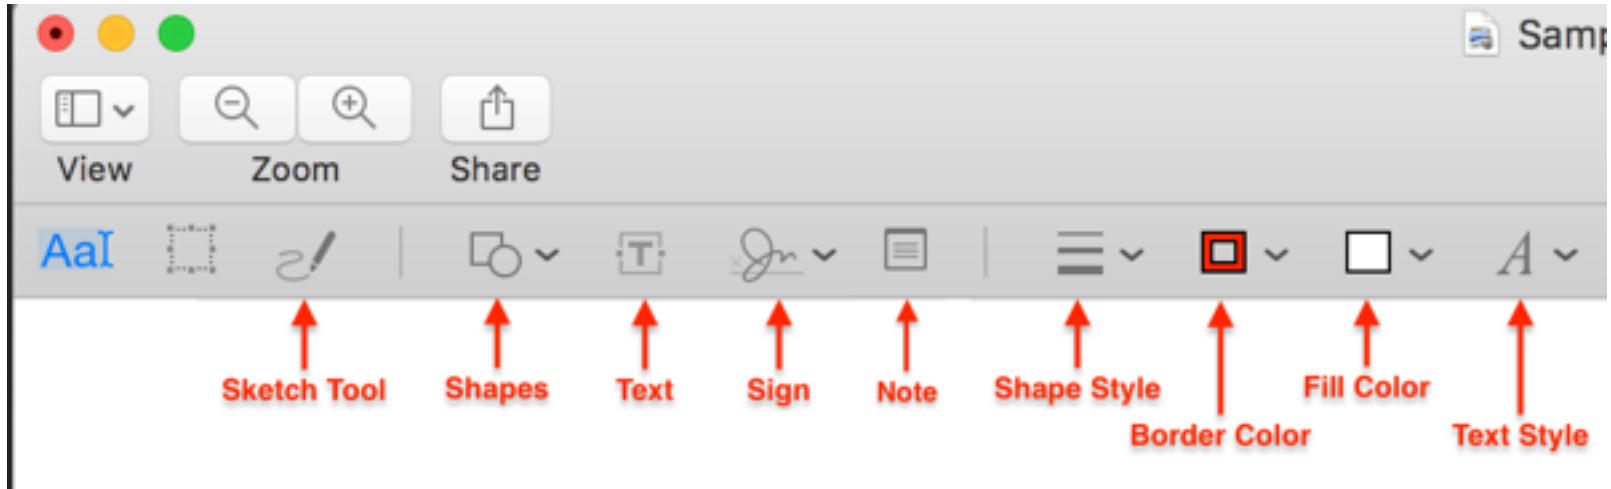 Samp
View Zoom Share
AaI
T
A
Sketch Tool Shapes Text Sign Note Shape Style Fill Color
Border Color Text Style